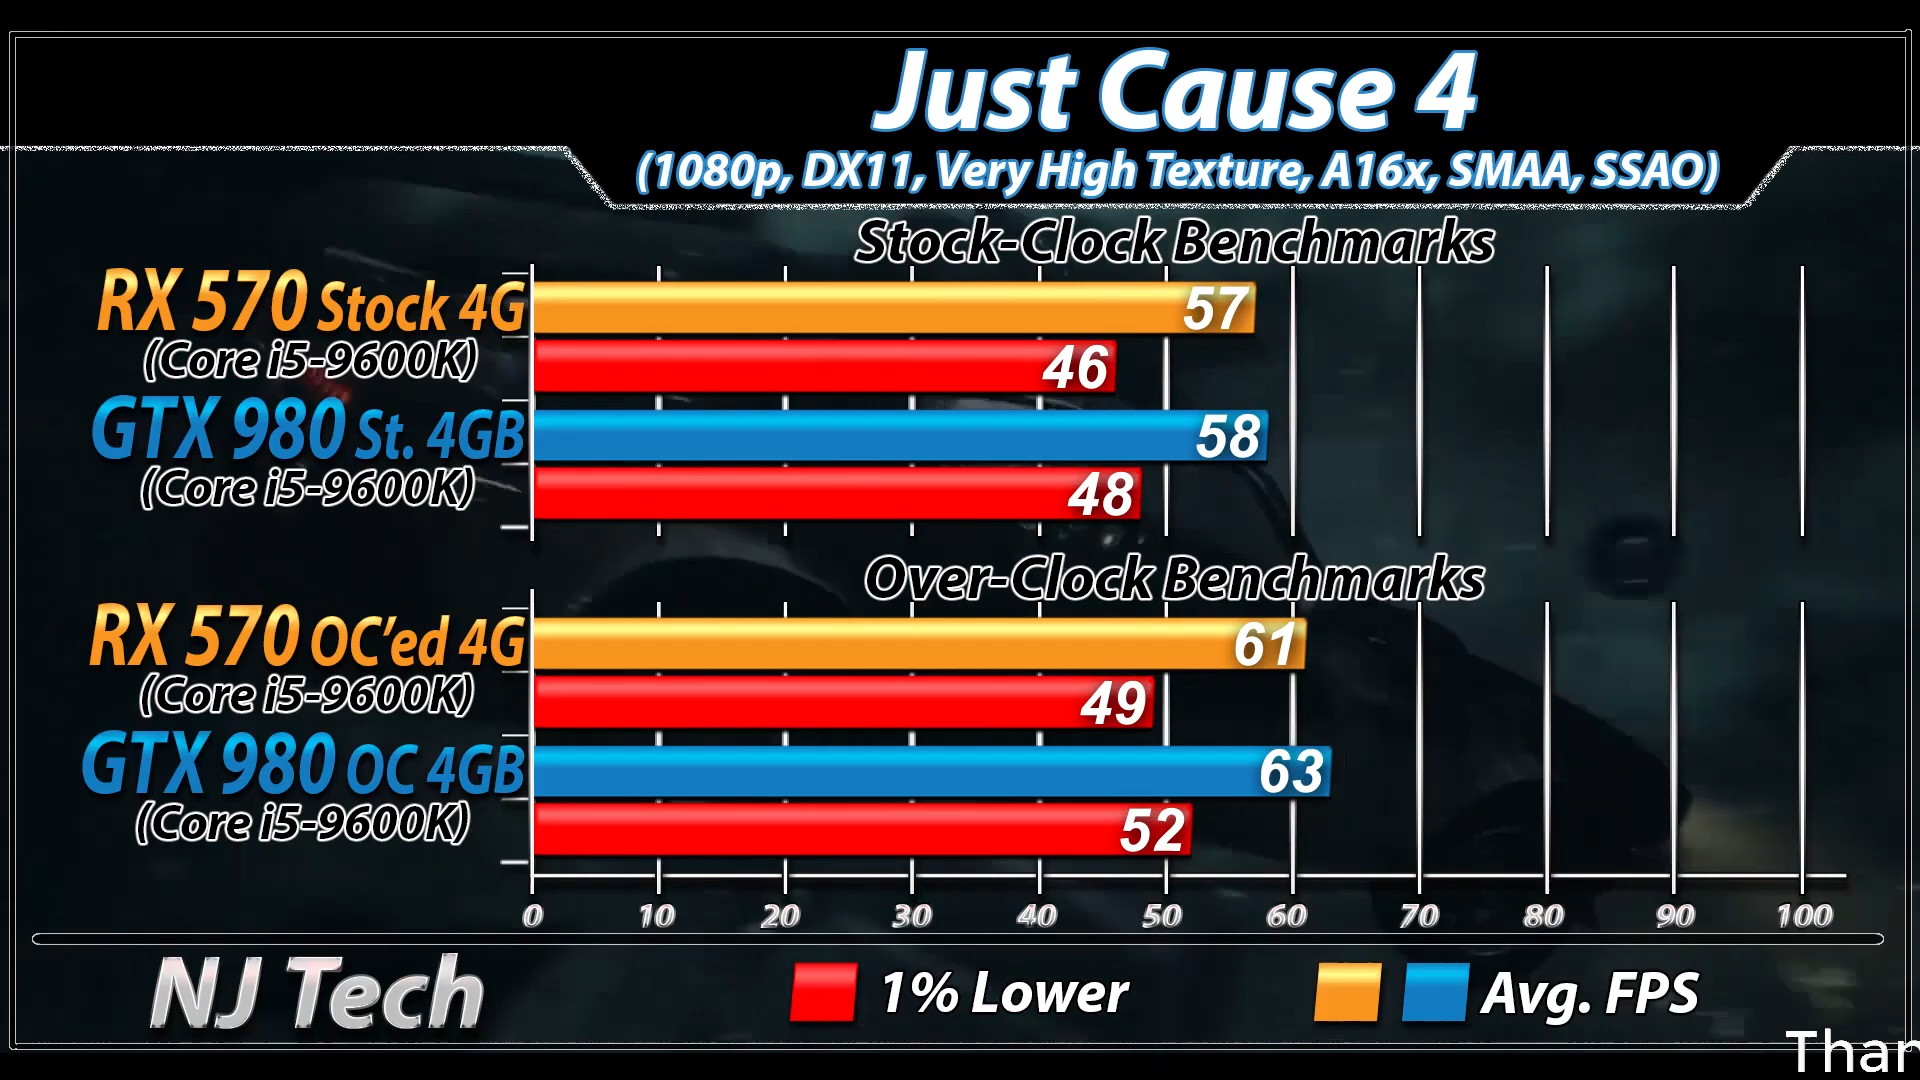 Just Cause 4
(1080p, DX11, Very High Texture, A16x, SMAA, SSAO)
Stock-Clock Benchmarks
RX 570 Stock 4G
57
(Core i5-9600K)
46
GTX 980 St. 4GB
58
(Core i5-9600K)
48
Over-Clock Benchmarks
RX 570 OC'ed 4G
61
(Core i5-9600K)
49
GTX 980 OC 4GB
63
(Core i5-9600K)
52
0 10 20 30 40 50 60 70 80 90 100
NJ Tech
1% Lower
Avg. FPS
Than